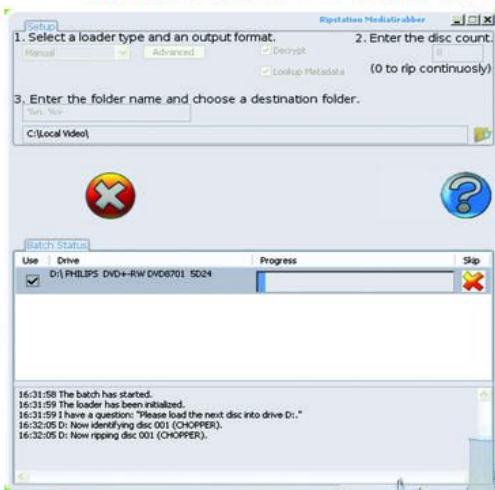 Ripstation MediaGrabber
Setup
1. Select a loader type and an output format.
2. Enter the disc count.
Manual
Advanced
Decrypt
0
Lookup Metadata
(0 to rip continuosly)
3. Enter the folder name and choose a destination folder.
C:\Local Video\
Batch Status
Use Drive Progress Skip
D:\ PHILIPS DVD+-RW DVD8701 5D24
16:31:58 The batch has started.
16:31:59 The loader has been initialized.
16:31:59 I have a question: "Please load the next disc into drive D:."
16:32:05 D: Now identifying disc 001 (CHOPPER).
16:32:05 D: Now ripping disc 001 (CHOPPER).